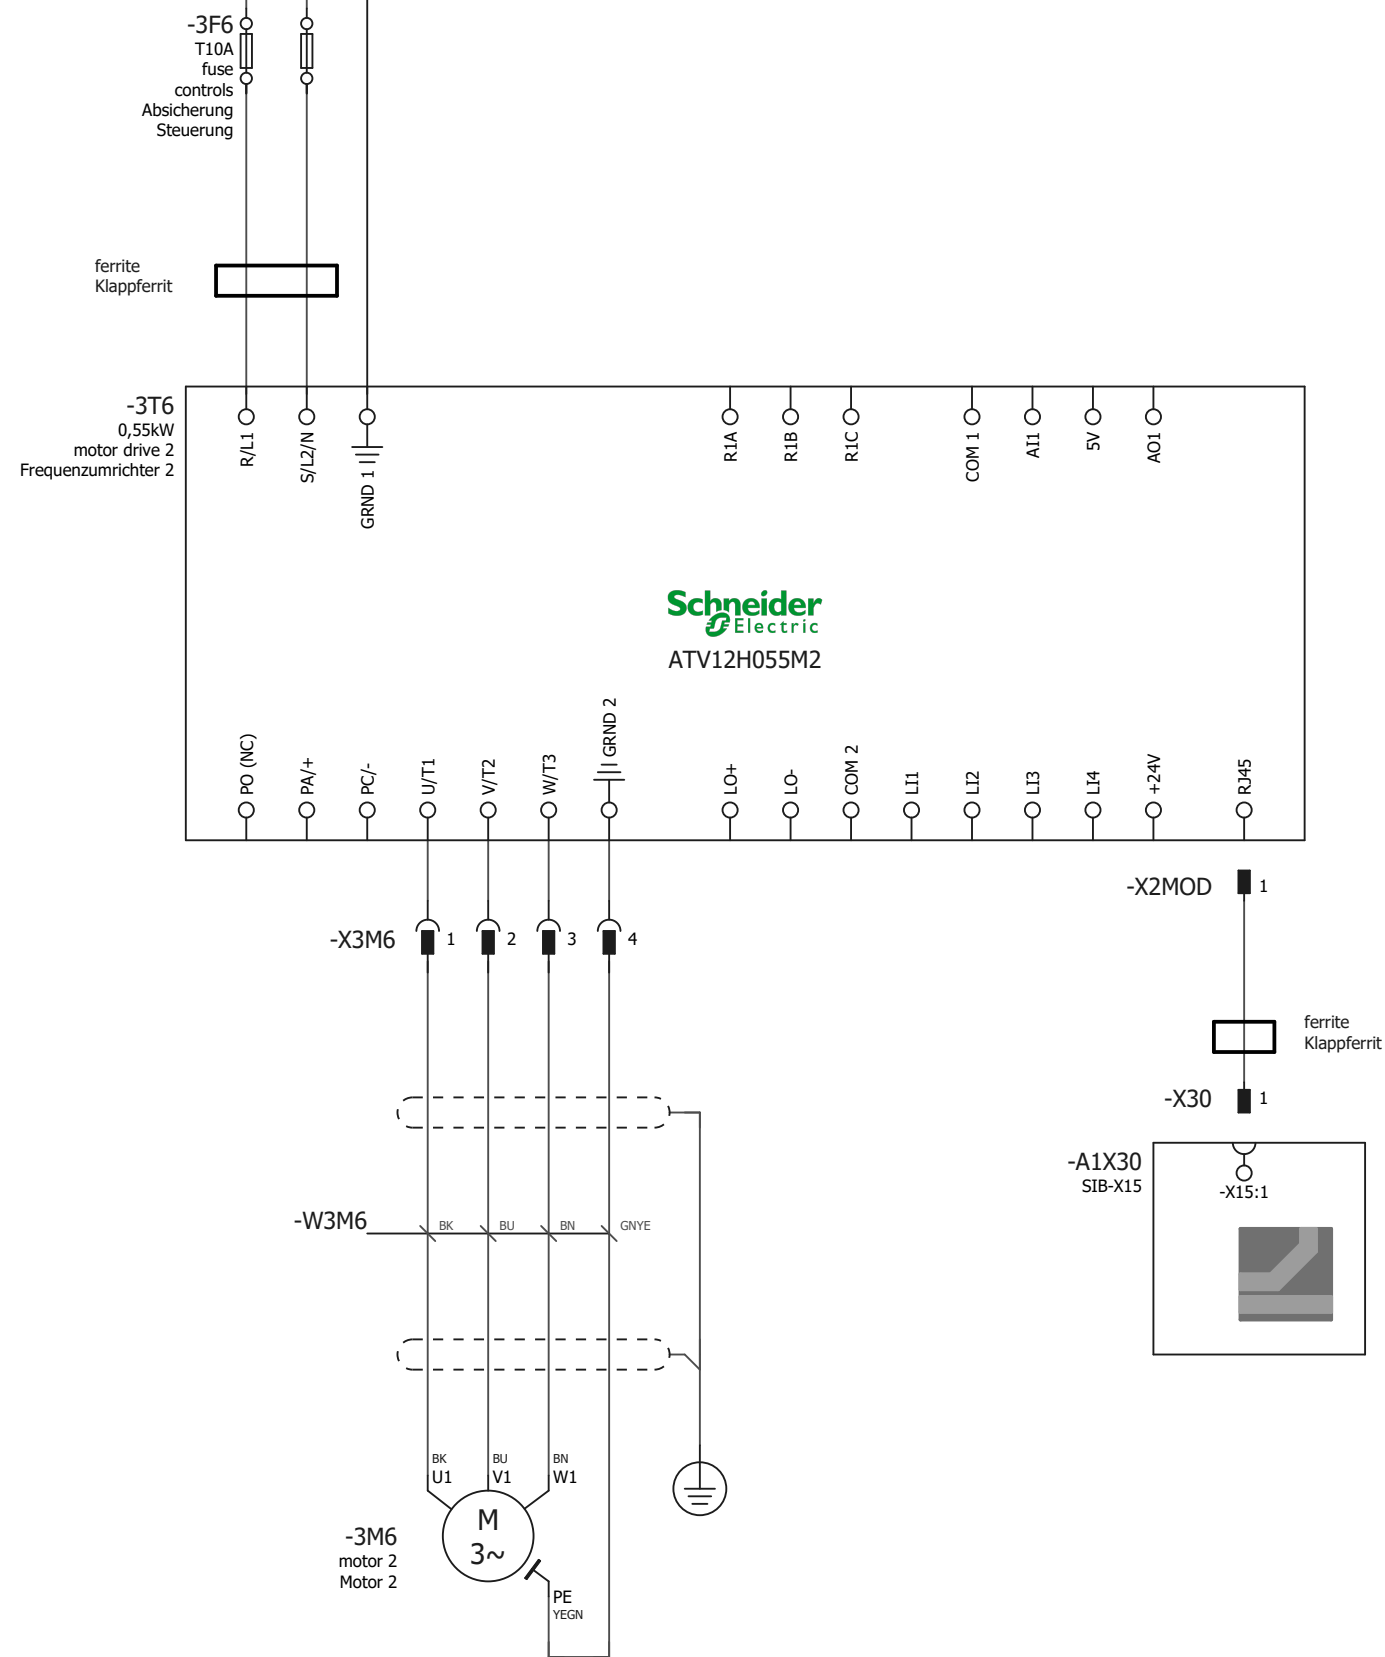 -3F6
T10A
fuse
controls
Absicherung
Steuerung
ferrite
Klappferrit
-3T6
0,55kW
motor drive 2
Frequenzumrichter 2
R/L1
S/L2/N
GRND 1
R1A
R1B
R1C
COM 1
AI1
5V
AO1
Schneider
Electric
ATV12H055M2
PO (NC)
PA/+
PC/-
U/T1
V/T2
W/T3
GRND 2
LO+
LO-
COM 2
LI1
LI2
LI3
LI4
+24V
RJ45
-X2MOD 1
-X3M6 1 2 3 4
ferrite
Klappferrit
-X30 1
-A1X30
SIB-X15
-X15:1
-W3M6 BK BU BN GNYE
BK BU BN
U1 V1 W1
M
3~
-3M6
motor 2
Motor 2
PE
YEGN